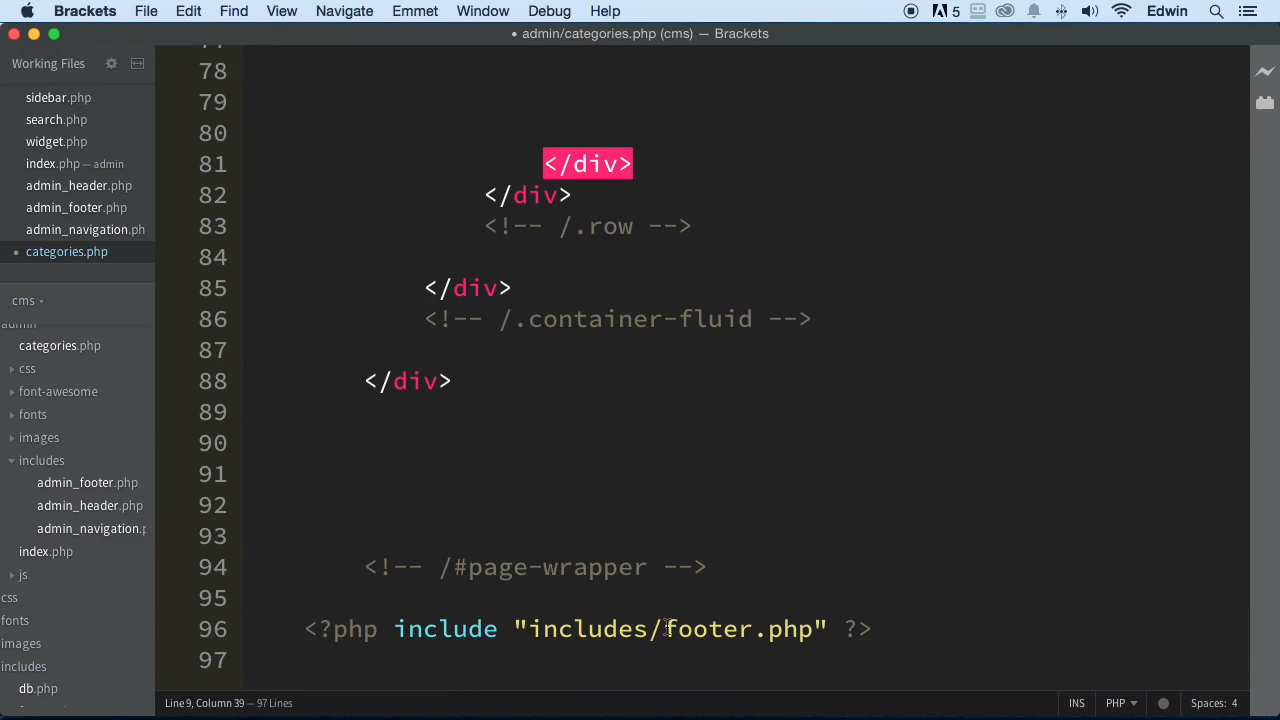 Brackets File Edit Find View Navigate Emmet Window Debug Help 5 Edwin
• admin/categories.php (cms) — Brackets
Working Files
sidebar.php
search.php
widget.php
index.php — admin
admin_header.php
admin_footer.php
admin_navigation.ph
• categories.php
cms
admin
categories.php
css
font-awesome
fonts
images
includes
admin_footer.php
admin_header.php
admin_navigation.p
index.php
js
css
fonts
images
includes
db.php
77
78
79
80
81 </div>
82 </div>
83 <!-- /.row -->
84
85 </div>
86 <!-- /.container-fluid -->
87
88 </div>
89
90
91
92
93
94 <!-- /#page-wrapper -->
95
96 <?php include "includes/footer.php" ?>
97
Line 9, Column 39 — 97 Lines INS PHP Spaces: 4